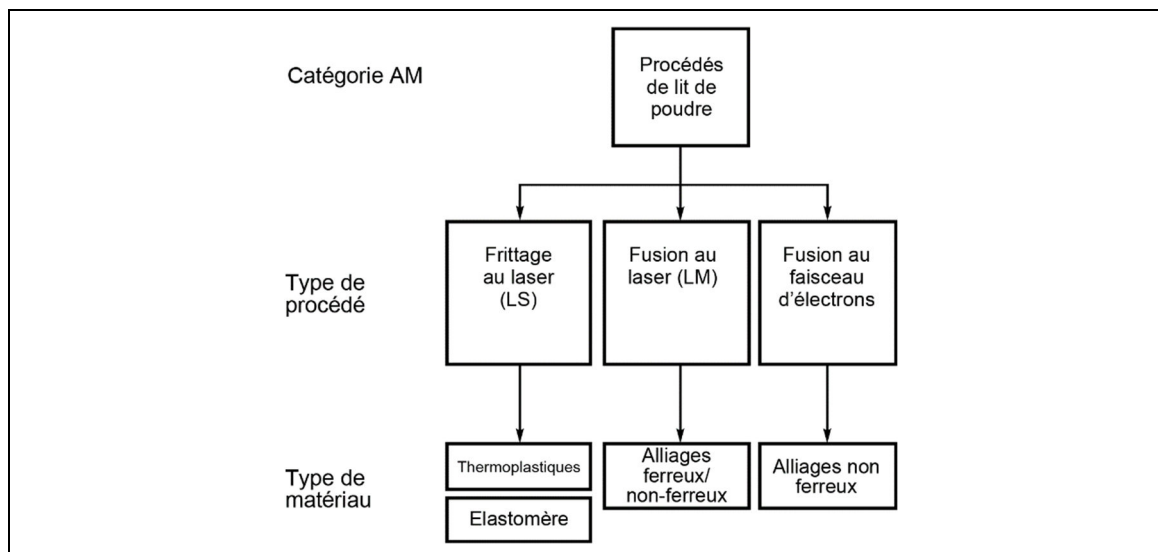 Catégorie AM
Procédés
de lit de
poudre
Type de
procédé
Frittage
au laser
(LS)
Fusion au
laser (LM)
Fusion au
faisceau
d’électrons
Type de
matériau
Thermoplastiques
Elastomère
Alliages
ferreux/
non-ferreux
Alliages non
ferreux